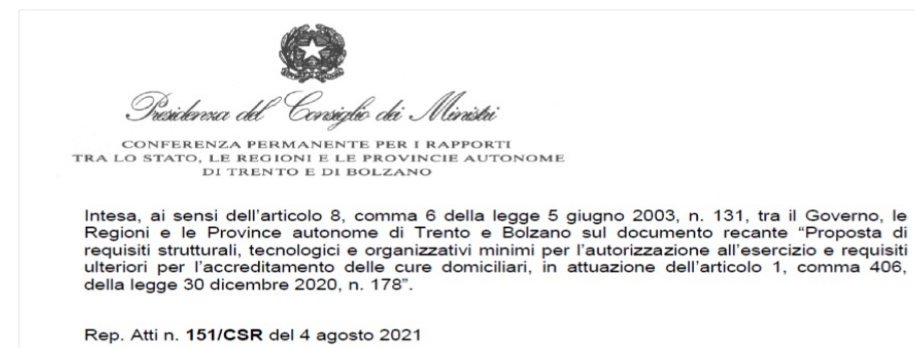 Presidenza del Consiglio dei Ministri
CONFERENZA PERMANENTE PER I RAPPORTI
TRA LO STATO, LE REGIONI E LE PROVINCIE AUTONOME
DI TRENTO E DI BOLZANO
Intesa, ai sensi dell’articolo 8, comma 6 della legge 5 giugno 2003, n. 131, tra il Governo, le
Regioni e le Province autonome di Trento e Bolzano sul documento recante “Proposta di
requisiti strutturali, tecnologici e organizzativi minimi per l’autorizzazione all’esercizio e requisiti
ulteriori per l’accreditamento delle cure domiciliari, in attuazione dell’articolo 1, comma 406,
della legge 30 dicembre 2020, n. 178”.
Rep. Atti n. 151/CSR del 4 agosto 2021